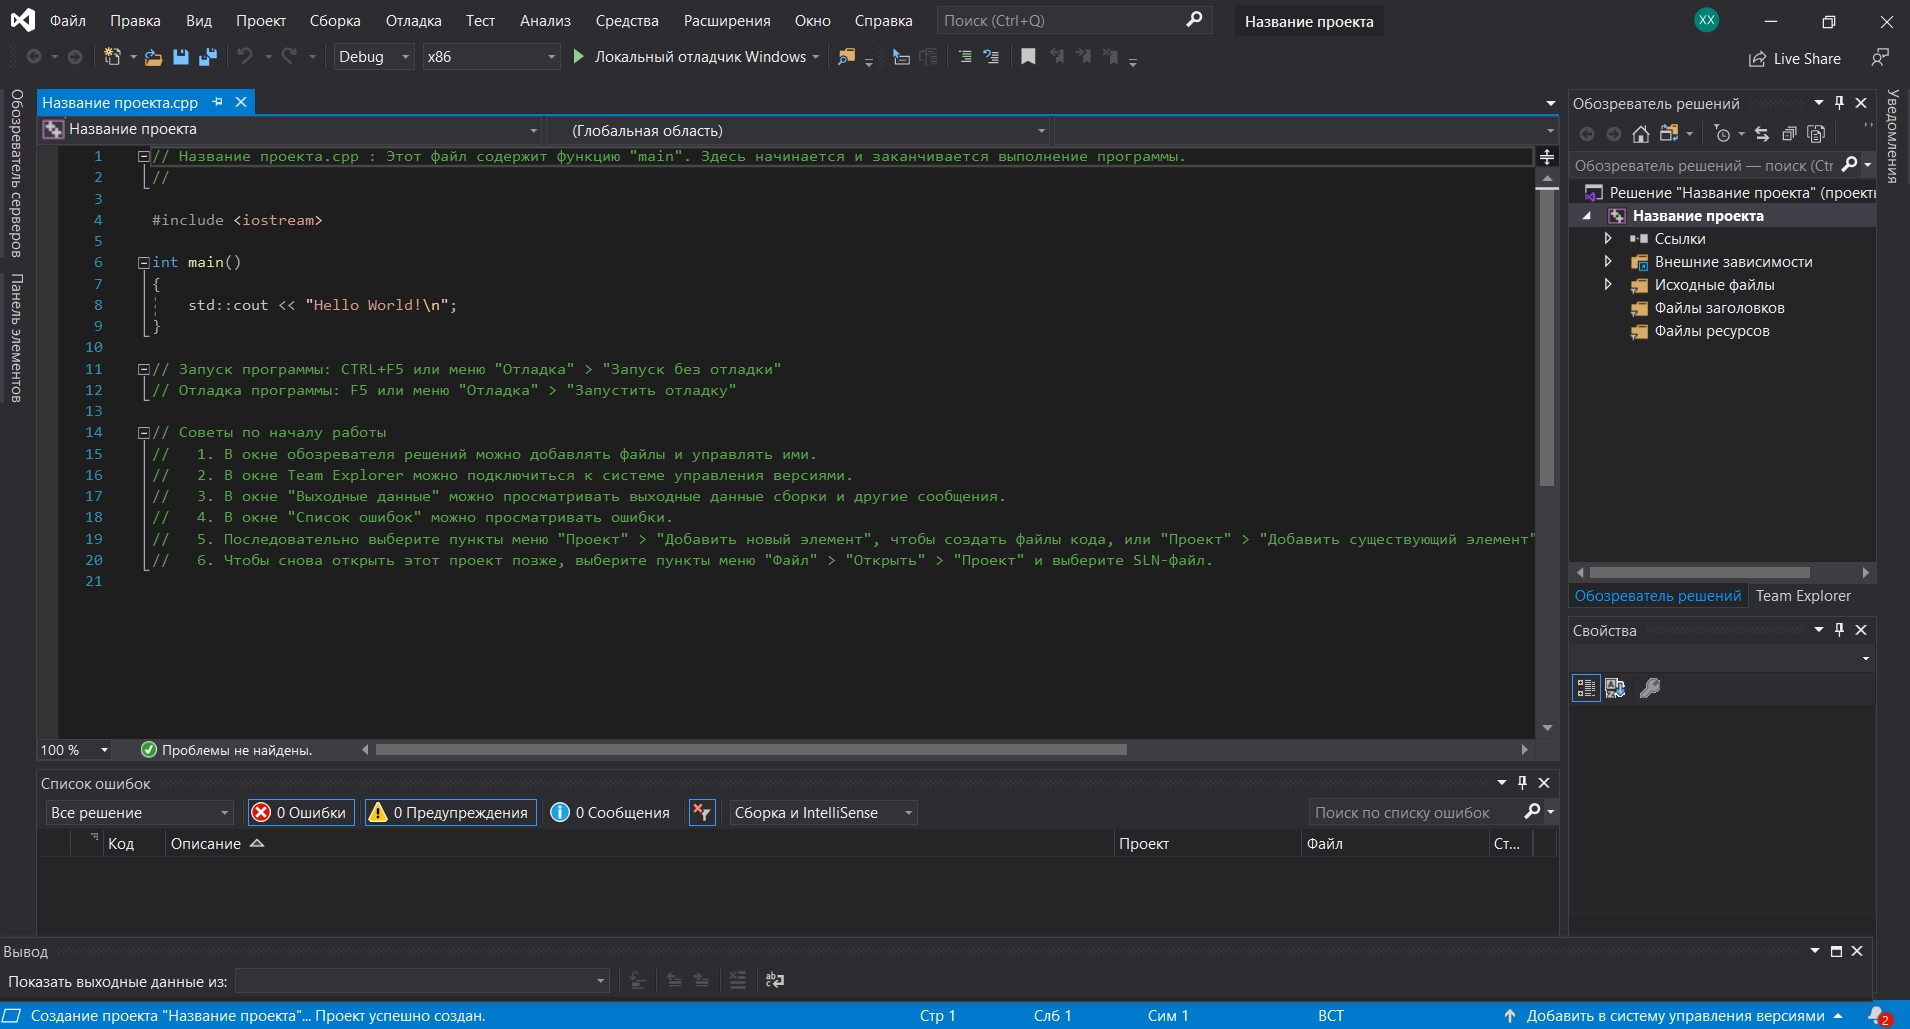 Файл Правка Вид Проект Сборка Отладка Тест Анализ Средства Расширения Окно Справка Поиск (Ctrl+Q) Название проекта XX
Debug x86 Локальный отладчик Windows Live Share
Обозреватель серверов
Панель элементов
Название проекта.cpp
Название проекта (Глобальная область)
1 // Название проекта.cpp : Этот файл содержит функцию "main". Здесь начинается и заканчивается выполнение программы.
2 //
3
4 #include <iostream>
5
6 int main()
7 {
8 std::cout << "Hello World!\n";
9 }
10
11 // Запуск программы: CTRL+F5 или меню "Отладка" > "Запуск без отладки"
12 // Отладка программы: F5 или меню "Отладка" > "Запустить отладку"
13
14 // Советы по началу работы
15 //   1. В окне обозревателя решений можно добавлять файлы и управлять ими.
16 //   2. В окне Team Explorer можно подключиться к системе управления версиями.
17 //   3. В окне "Выходные данные" можно просматривать выходные данные сборки и другие сообщения.
18 //   4. В окне "Список ошибок" можно просматривать ошибки.
19 //   5. Последовательно выберите пункты меню "Проект" > "Добавить новый элемент", чтобы создать файлы кода, или "Проект" > "Добавить существующий элемент"
20 //   6. Чтобы снова открыть этот проект позже, выберите пункты меню "Файл" > "Открыть" > "Проект" и выберите SLN-файл.
21
100 % Проблемы не найдены.
Обозреватель решений
Обозреватель решений — поиск (Ctr
Решение "Название проекта" (проекть
Название проекта
Ссылки
Внешние зависимости
Исходные файлы
Файлы заголовков
Файлы ресурсов
Обозреватель решений Team Explorer
Уведомления
Свойства
Список ошибок
Все решение 0 Ошибки 0 Предупреждения 0 Сообщения Сборка и IntelliSense Поиск по списку ошибок
Код Описание Проект Файл Ст...
Вывод
Показать выходные данные из:
Создание проекта "Название проекта"... Проект успешно создан. Стр 1 Слб 1 Сим 1 ВСТ Добавить в систему управления версиями 2